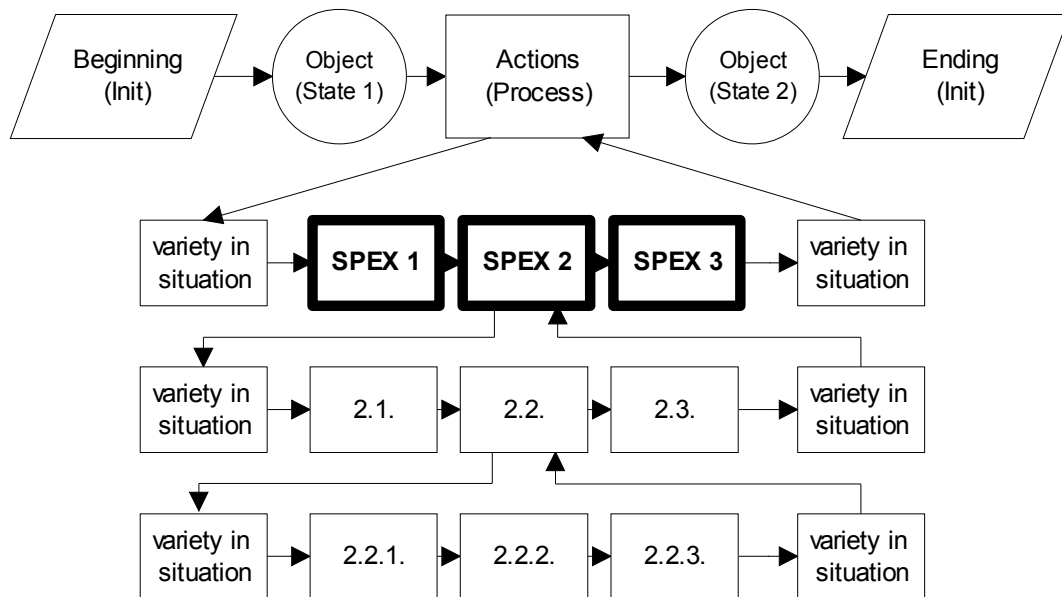 Beginning
(Init)
Object
(State 1)
Actions
(Process)
Object
(State 2)
Ending
(Init)
variety in
situation
SPEX 1
SPEX 2
SPEX 3
variety in
situation
variety in
situation
2.1.
2.2.
2.3.
variety in
situation
variety in
situation
2.2.1.
2.2.2.
2.2.3.
variety in
situation